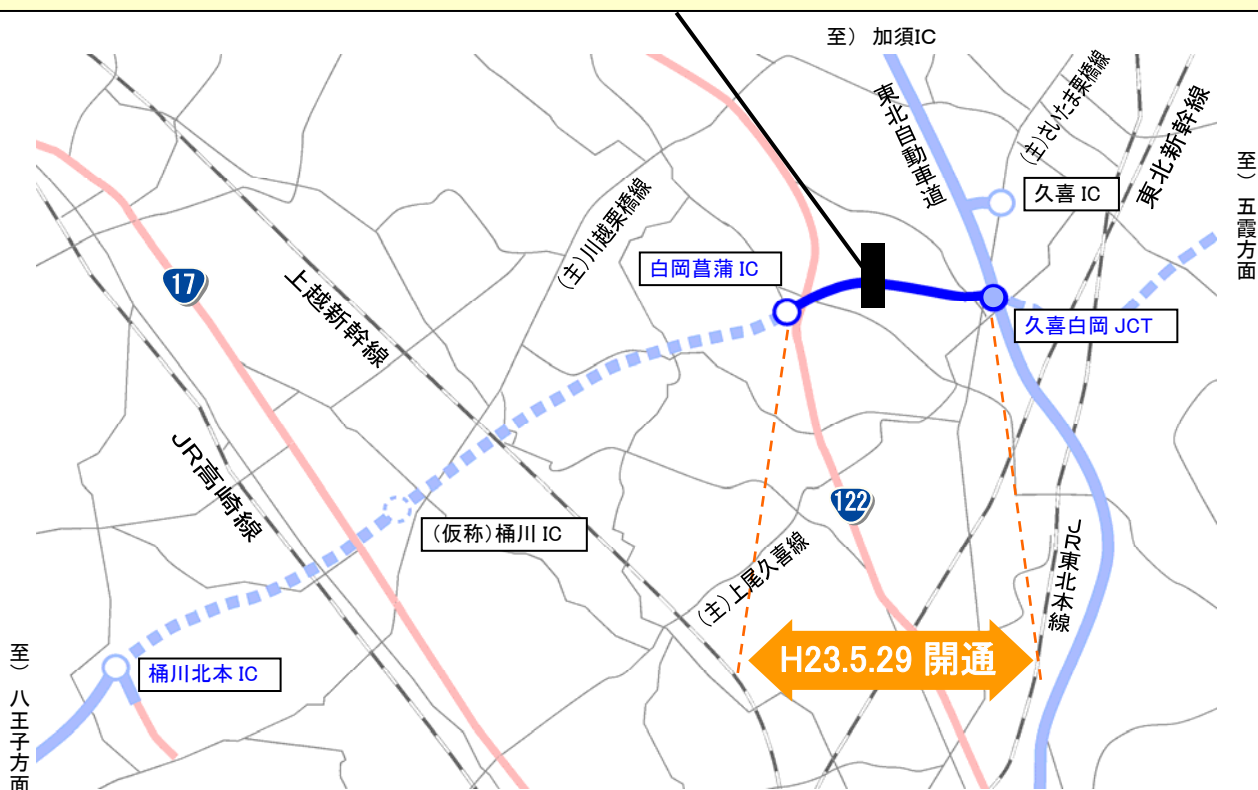 至） 加須IC
(主)さいたま栗橋線
東北自動車道
東北新幹線
至） 五霞方面
久喜 IC
(主)川越栗橋線
白岡菖蒲 IC
17
上越新幹線
久喜白岡 JCT
JR高崎線
122
(仮称)桶川 IC
(主)上尾久喜線
JR東北本線
H23.5.29 開通
桶川北本 IC
至） 八王子方面